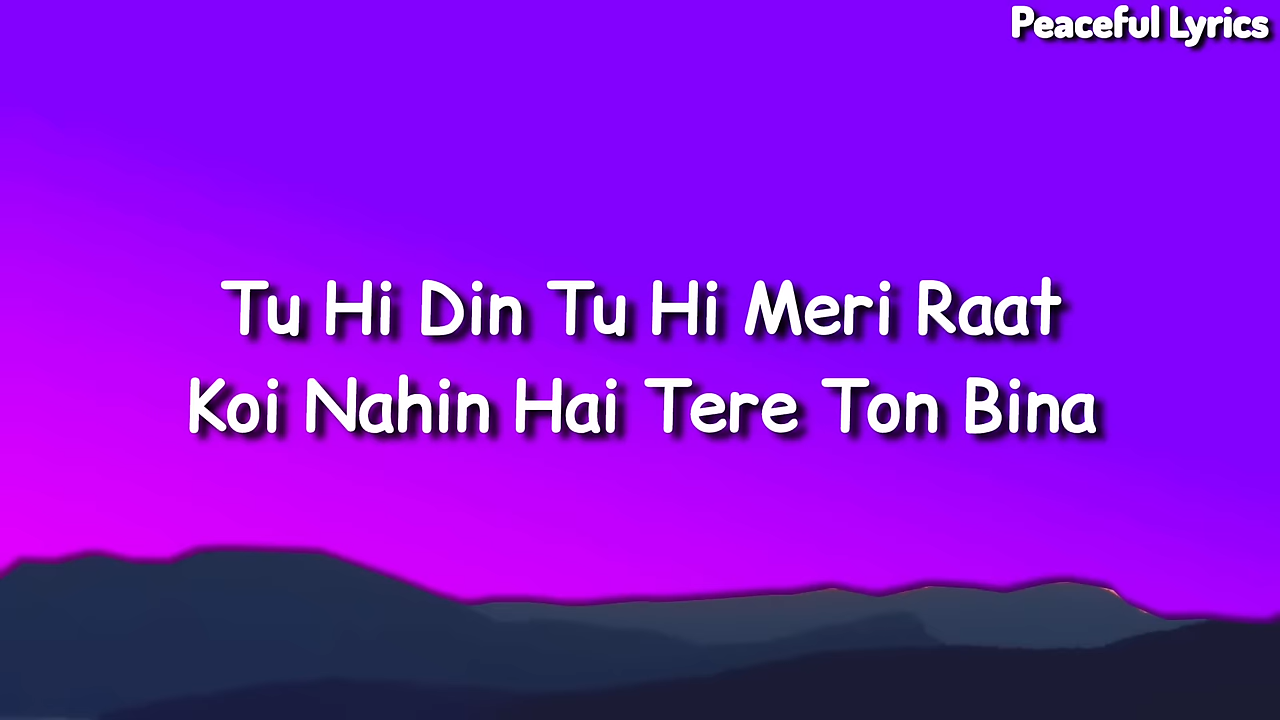 Peaceful Lyrics
Tu Hi Din Tu Hi Meri Raat
Koi Nahin Hai Tere Ton Bina